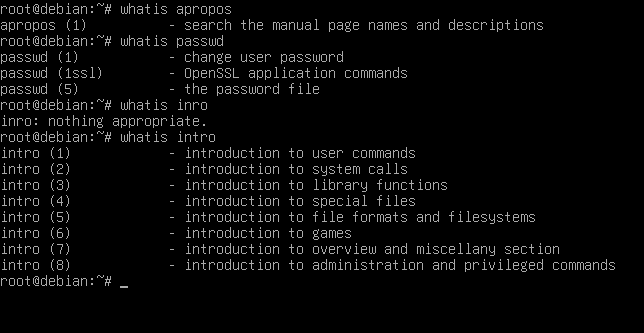 root@debian:~# whatis apropos
apropos (1)          - search the manual page names and descriptions
root@debian:~# whatis passwd
passwd (1)           - change user password
passwd (1ssl)        - OpenSSL application commands
passwd (5)           - the password file
root@debian:~# whatis inro
inro: nothing appropriate.
root@debian:~# whatis intro
intro (1)            - introduction to user commands
intro (2)            - introduction to system calls
intro (3)            - introduction to library functions
intro (4)            - introduction to special files
intro (5)            - introduction to file formats and filesystems
intro (6)            - introduction to games
intro (7)            - introduction to overview and miscellany section
intro (8)            - introduction to administration and privileged commands
root@debian:~# _